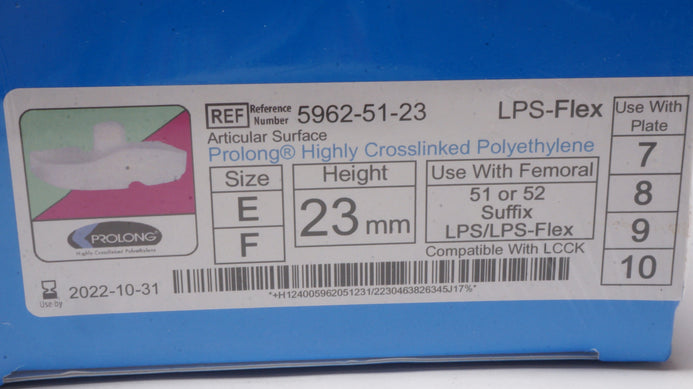 PROLONG®
Highly Crosslinked Polyethylene
REF Reference Number 5962-51-23
LPS-Flex
Articular Surface
Prolong® Highly Crosslinked Polyethylene
Size
E
F
Height
23 mm
Use With Femoral
51 or 52
Suffix
LPS/LPS-Flex
Compatible With LCCK
Use With
Plate
7
8
9
10
Use by
2022-10-31
*+H124005962051231/2230463826345J17%*